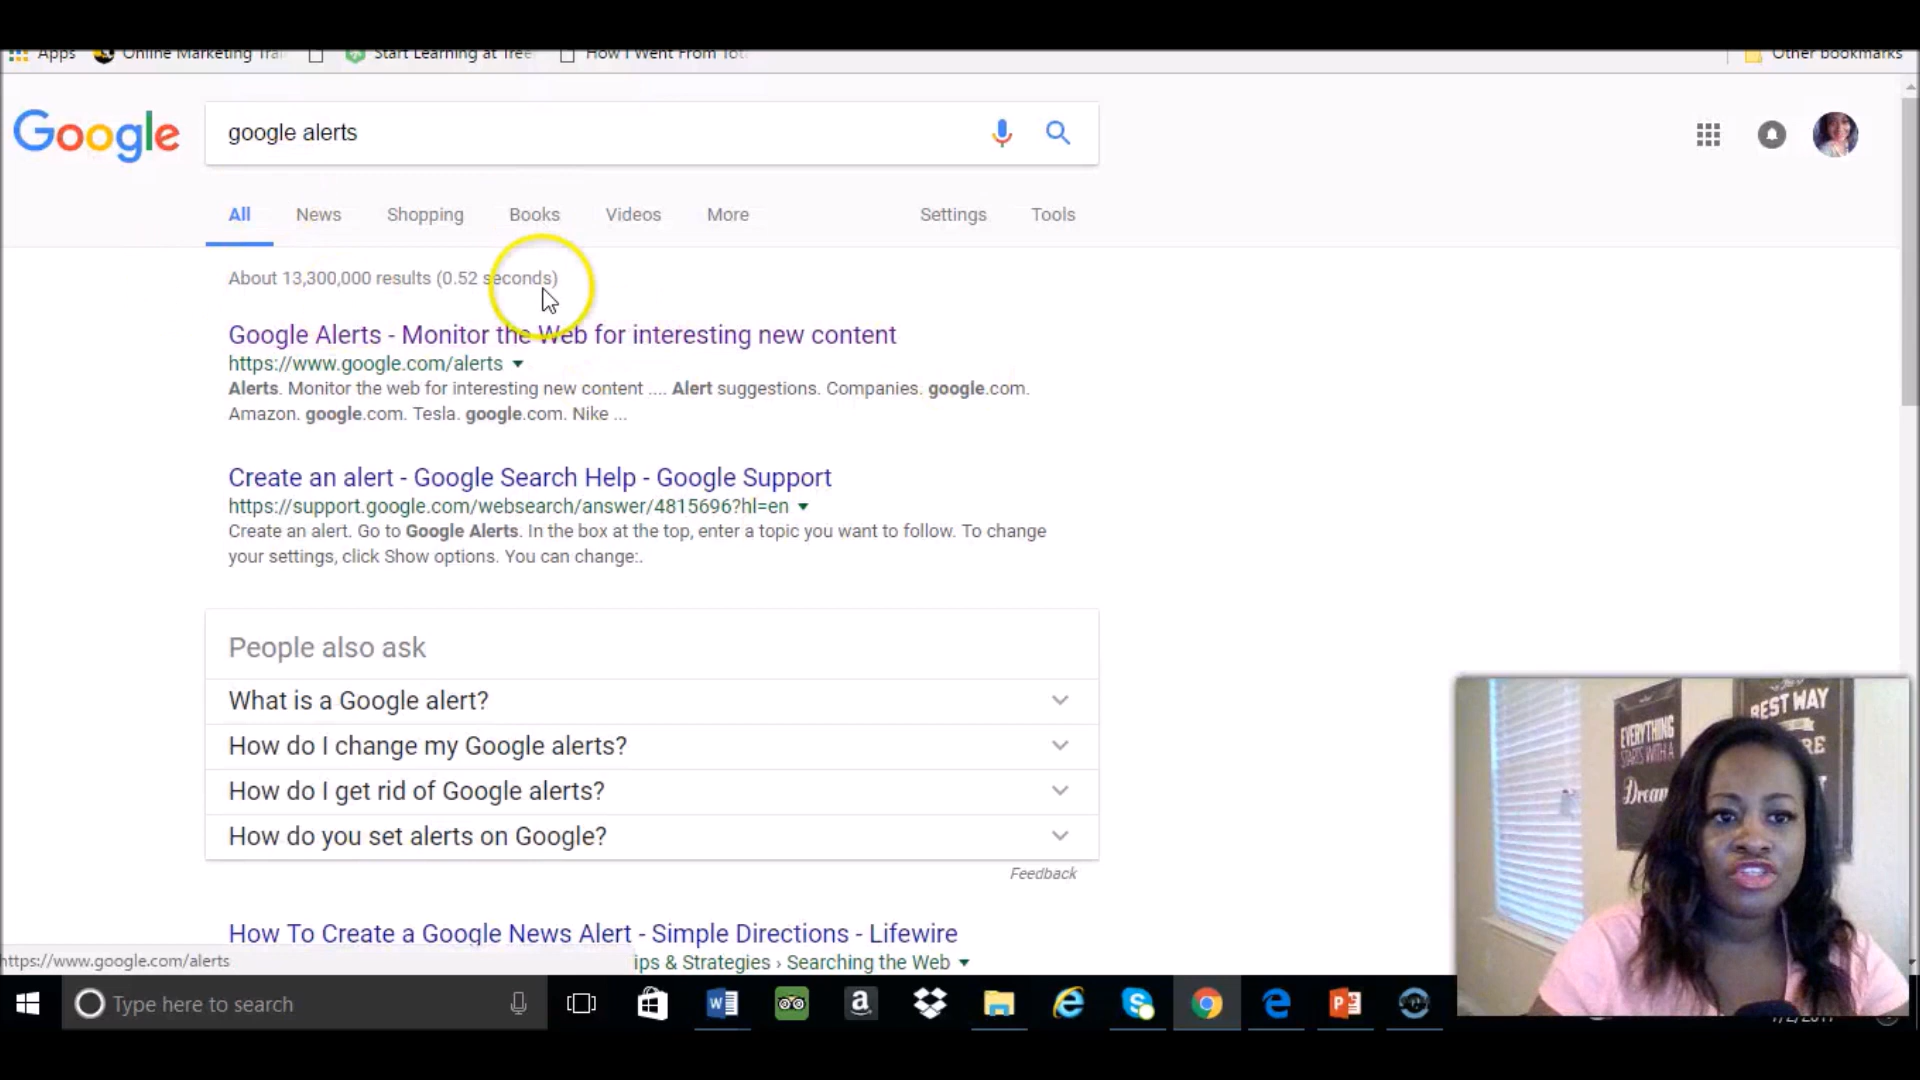 Apps Online Marketing Trai Start Learning at Tree How I Went From Tot Other bookmarks
Google google alerts
All News Shopping Books Videos More Settings Tools
About 13,300,000 results (0.52 seconds)
Google Alerts - Monitor the Web for interesting new content
https://www.google.com/alerts
Alerts. Monitor the web for interesting new content .... Alert suggestions. Companies. google.com.
Amazon. google.com. Tesla. google.com. Nike ...
Create an alert - Google Search Help - Google Support
https://support.google.com/websearch/answer/4815696?hl=en
Create an alert. Go to Google Alerts. In the box at the top, enter a topic you want to follow. To change
your settings, click Show options. You can change:.
People also ask
What is a Google alert?
How do I change my Google alerts?
How do I get rid of Google alerts?
How do you set alerts on Google?
Feedback
How To Create a Google News Alert - Simple Directions - Lifewire
https://www.google.com/alerts
ips & Strategies › Searching the Web
EVERYTHING
STARTS WITH A
Dream
BEST WAY
Type here to search